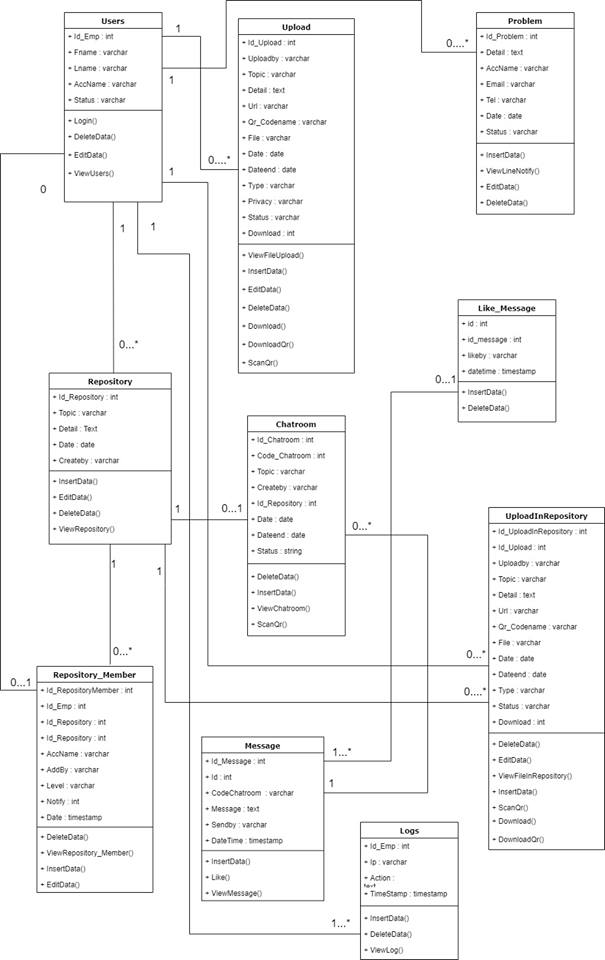 Users
+ Id_Emp : int
+ Fname : varchar
+ Lname : varchar
+ AccName : varchar
+ Status : varchar
+ Login()
+ DeleteData()
+ EditData()
+ ViewUsers()
1
1
1
0
1
1
Upload
+ Id_Upload : int
+ Uploadby : varchar
+ Topic : varchar
+ Detail : text
+ Url : varchar
+ Qr_Codename : varchar
+ File : varchar
+ Date : date
+ Dateend : date
+ Type : varchar
+ Privacy : varchar
+ Status : varchar
+ Download : int
+ ViewFileUpload()
+ InsertData()
+ EditData()
+ DeleteData()
+ Download()
+ DownloadQr()
+ ScanQr()
0....*
Problem
+ Id_Problem : int
+ Detail : text
+ AccName : varchar
+ Email : varchar
+ Tel : varchar
+ Date : date
+ Status : varchar
+ InsertData()
+ ViewLineNotify()
+ EditData()
+ DeleteData()
0....*
Like_Message
+ id : int
+ id_message : int
+ likeby : varchar
+ datetime : timestamp
+ InsertData()
+ DeleteData()
0...1
0...*
Repository
+ Id_Repository : int
+ Topic : varchar
+ Detail : Text
+ Date : date
+ Createby : varchar
+ InsertData()
+ EditData()
+ DeleteData()
+ ViewRepository()
1
1
1
Chatroom
+ Id_Chatroom : int
+ Code_Chatroom : int
+ Topic : varchar
+ Createby : varchar
+ Id_Repository : int
+ Date : date
+ Dateend : date
+ Status : string
+ DeleteData()
+ InsertData()
+ ViewChatroom()
+ ScanQr()
0...1
0...*
UploadInRepository
+ Id_UploadInRepository : int
+ Id_Upload : int
+ Uploadby : varchar
+ Topic : varchar
+ Detail : text
+ Url : varchar
+ Qr_Codename : varchar
+ File : varchar
+ Date : date
+ Dateend : date
+ Type : varchar
+ Status : varchar
+ Download : int
+ DeleteData()
+ EditData()
+ ViewFileInRepository()
+ InsertData()
+ ScanQr()
+ Download()
+ DownloadQr()
0...*
0....*
0...*
0...1
Repository_Member
+ Id_RepositoryMember : int
+ Id_Emp : int
+ Id_Repository : int
+ Id_Repository : int
+ AccName : varchar
+ AddBy : varchar
+ Level : varchar
+ Notify : int
+ Date : timestamp
+ DeleteData()
+ ViewRepository_Member()
+ InsertData()
+ EditData()
Message
+ Id_Message : int
+ Id : int
+ CodeChatroom : varchar
+ Message : text
+ Sendby : varchar
+ DateTime : timestamp
+ InsertData()
+ Like()
+ ViewMessage()
1...*
1
Logs
+ Id_Emp : int
+ Ip : varchar
+ Action :
text
+ TimeStamp : timestamp
+ InsertData()
+ DeleteData()
+ ViewLog()
1...*